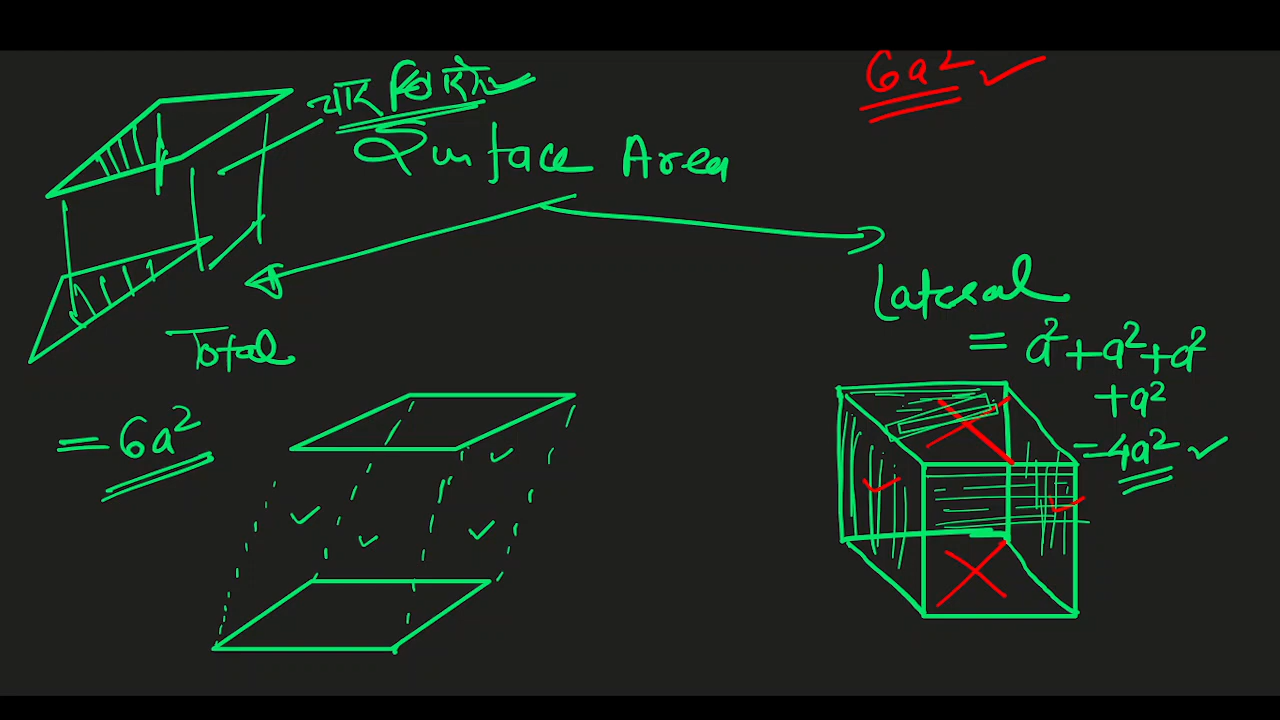 6a²
चार
Surface Area
Lateral
= a² + a² + a²
+ a²
= 4a²
Total
= 6a²